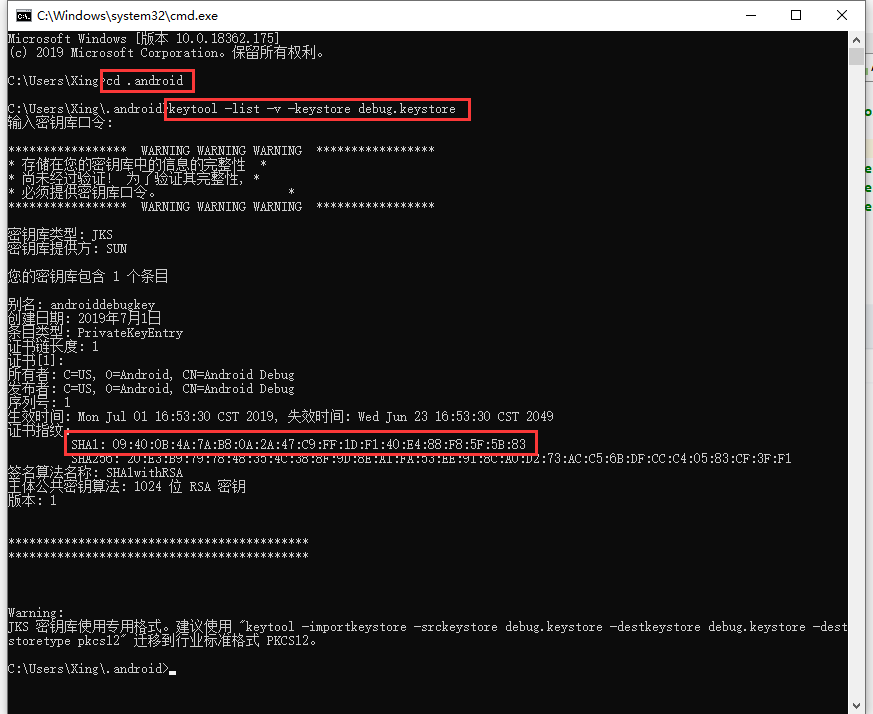 C:\Windows\system32\cmd.exe
Microsoft Windows [版本 10.0.18362.175]
(c) 2019 Microsoft Corporation。保留所有权利。
C:\Users\Xing>cd .android
C:\Users\Xing\.android>keytool -list -v -keystore debug.keystore
输入密钥库口令:
***************** WARNING WARNING WARNING *****************
* 存储在您的密钥库中的信息的完整性 *
* 尚未经过验证! 为了验证其完整性, *
* 必须提供密钥库口令。 *
***************** WARNING WARNING WARNING *****************
密钥库类型: JKS
密钥库提供方: SUN
您的密钥库包含 1 个条目
别名: androiddebugkey
创建日期: 2019年7月1日
条目类型: PrivateKeyEntry
证书链长度: 1
证书[1]:
所有者: C=US, O=Android, CN=Android Debug
发布者: C=US, O=Android, CN=Android Debug
序列号: 1
生效时间: Mon Jul 01 16:53:30 CST 2019, 失效时间: Wed Jun 23 16:53:30 CST 2049
证书指纹:
SHA1: 09:40:0B:4A:7A:B8:0A:2A:47:C9:FF:1D:F1:40:E4:88:F8:5F:5B:83
SHA256: 20:E3:B9:79:78:48:35:4C:38:8F:9D:8E:A1:FA:53:EE:91:8C:A0:D2:73:AC:C5:6B:DF:CC:C4:05:83:CF:3F:F1
签名算法名称: SHA1withRSA
主体公共密钥算法: 1024 位 RSA 密钥
版本: 1
*******************************************
*******************************************
Warning:
JKS 密钥库使用专用格式。建议使用 "keytool -importkeystore -srckeystore debug.keystore -destkeystore debug.keystore -dest
storetype pkcs12" 迁移到行业标准格式 PKCS12。
C:\Users\Xing\.android>